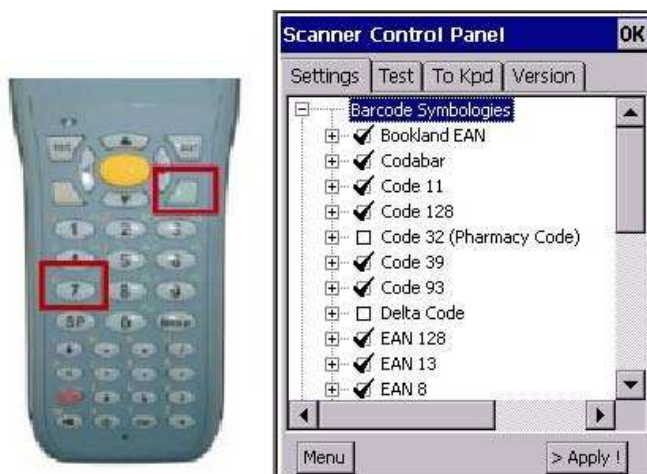 Scanner Control Panel OK
Settings Test To Kpd Version
Barcode Symbologies
Bookland EAN
Codabar
Code 11
Code 128
Code 32 (Pharmacy Code)
Code 39
Code 93
Delta Code
EAN 128
EAN 13
EAN 8
Menu > Apply !
1 2 3
5 6
7 8 9
SP